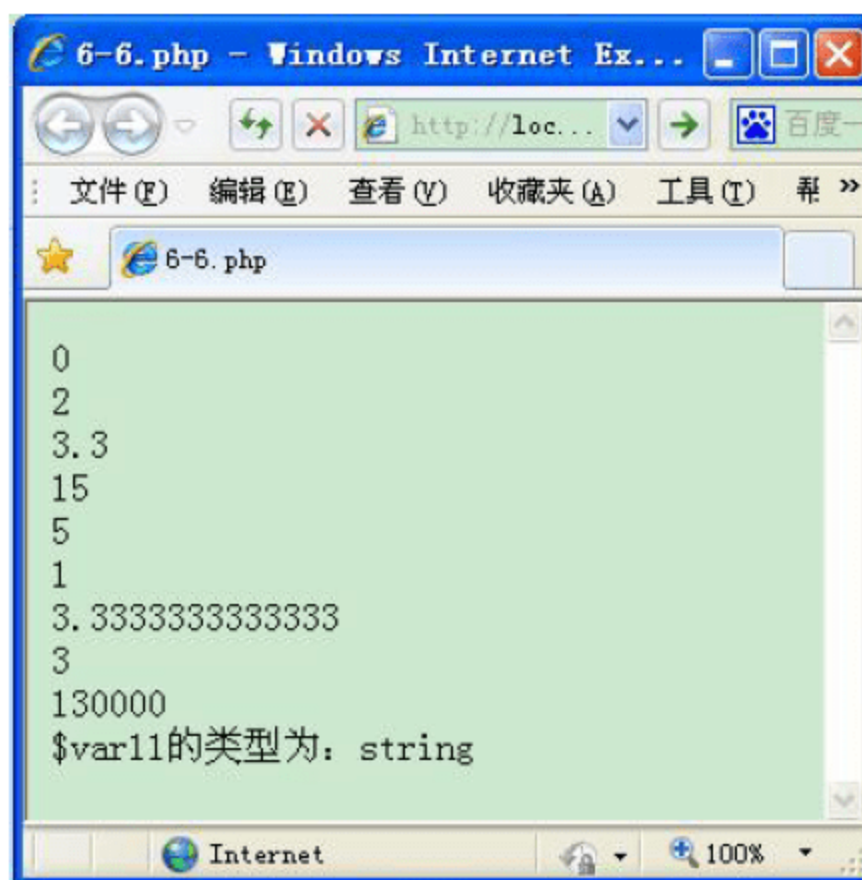 6-6.php - Windows Internet Ex...
http://loc...
百度一
文件(F) 编辑(E) 查看(V) 收藏夹(A) 工具(T) »
6-6.php
0
2
3.3
15
5
1
3.3333333333333
3
130000
$var11的类型为：string
Internet 100%